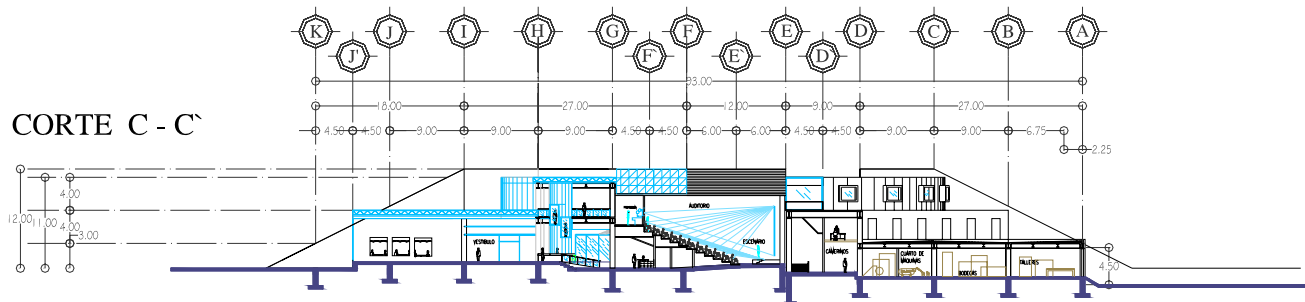 K J I H G F E D C B A
J' F' E` D`
93.00
18.00 27.00 12.00 9.00 27.00
CORTE C - C`
4.50 4.50 9.00 9.00 9.00 4.50 4.50 6.00 6.00 4.50 4.50 9.00 9.00 6.75
2.25
4.00
12.00 11.00
4.00
3.00
AUDITORIO
VESTIBULO
ESCENARIO
CAMERINOS
CUARTO DE
MAQUINAS
BODEGAS
TALLERES
4.50